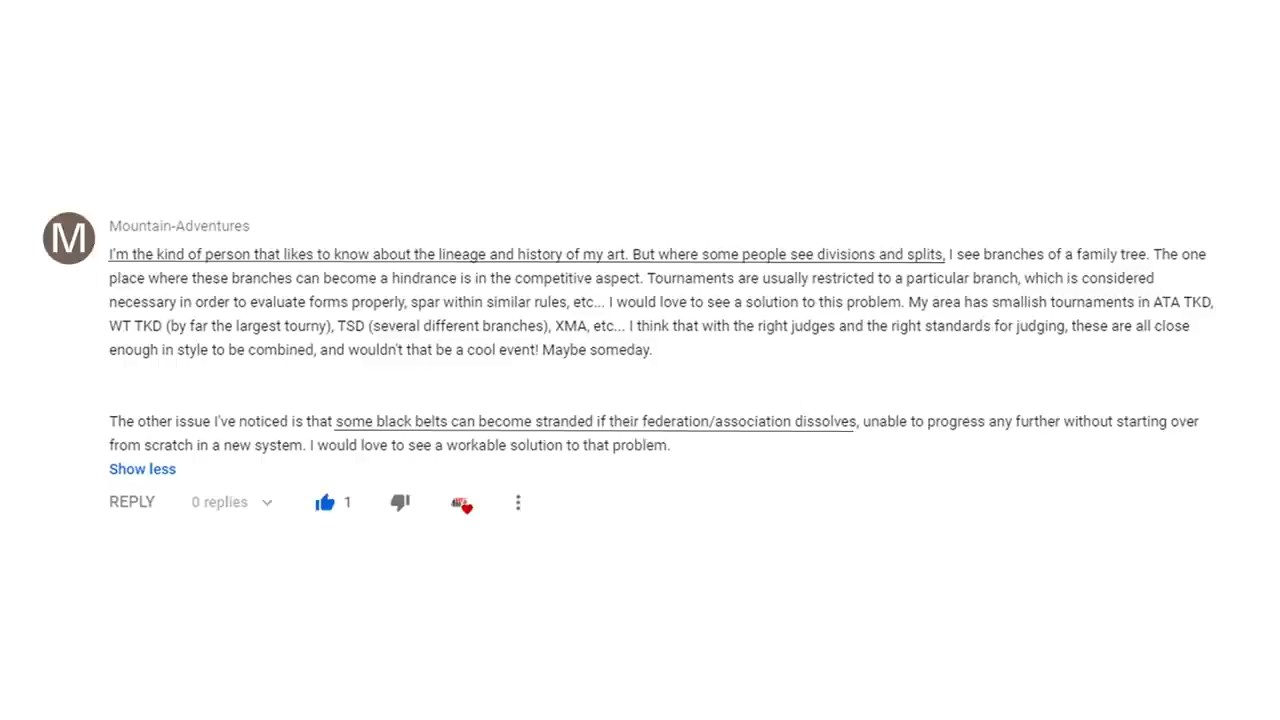 M
Mountain-Adventures
I'm the kind of person that likes to know about the lineage and history of my art. But where some people see divisions and splits, I see branches of a family tree. The one
place where these branches can become a hindrance is in the competitive aspect. Tournaments are usually restricted to a particular branch, which is considered
necessary in order to evaluate forms properly, spar within similar rules, etc... I would love to see a solution to this problem. My area has smallish tournaments in ATA TKD,
WT TKD (by far the largest tourny), TSD (several different branches), XMA, etc... I think that with the right judges and the right standards for judging, these are all close
enough in style to be combined, and wouldn't that be a cool event! Maybe someday.
The other issue I've noticed is that some black belts can become stranded if their federation/association dissolves, unable to progress any further without starting over
from scratch in a new system. I would love to see a workable solution to that problem.
Show less
REPLY 0 replies 1